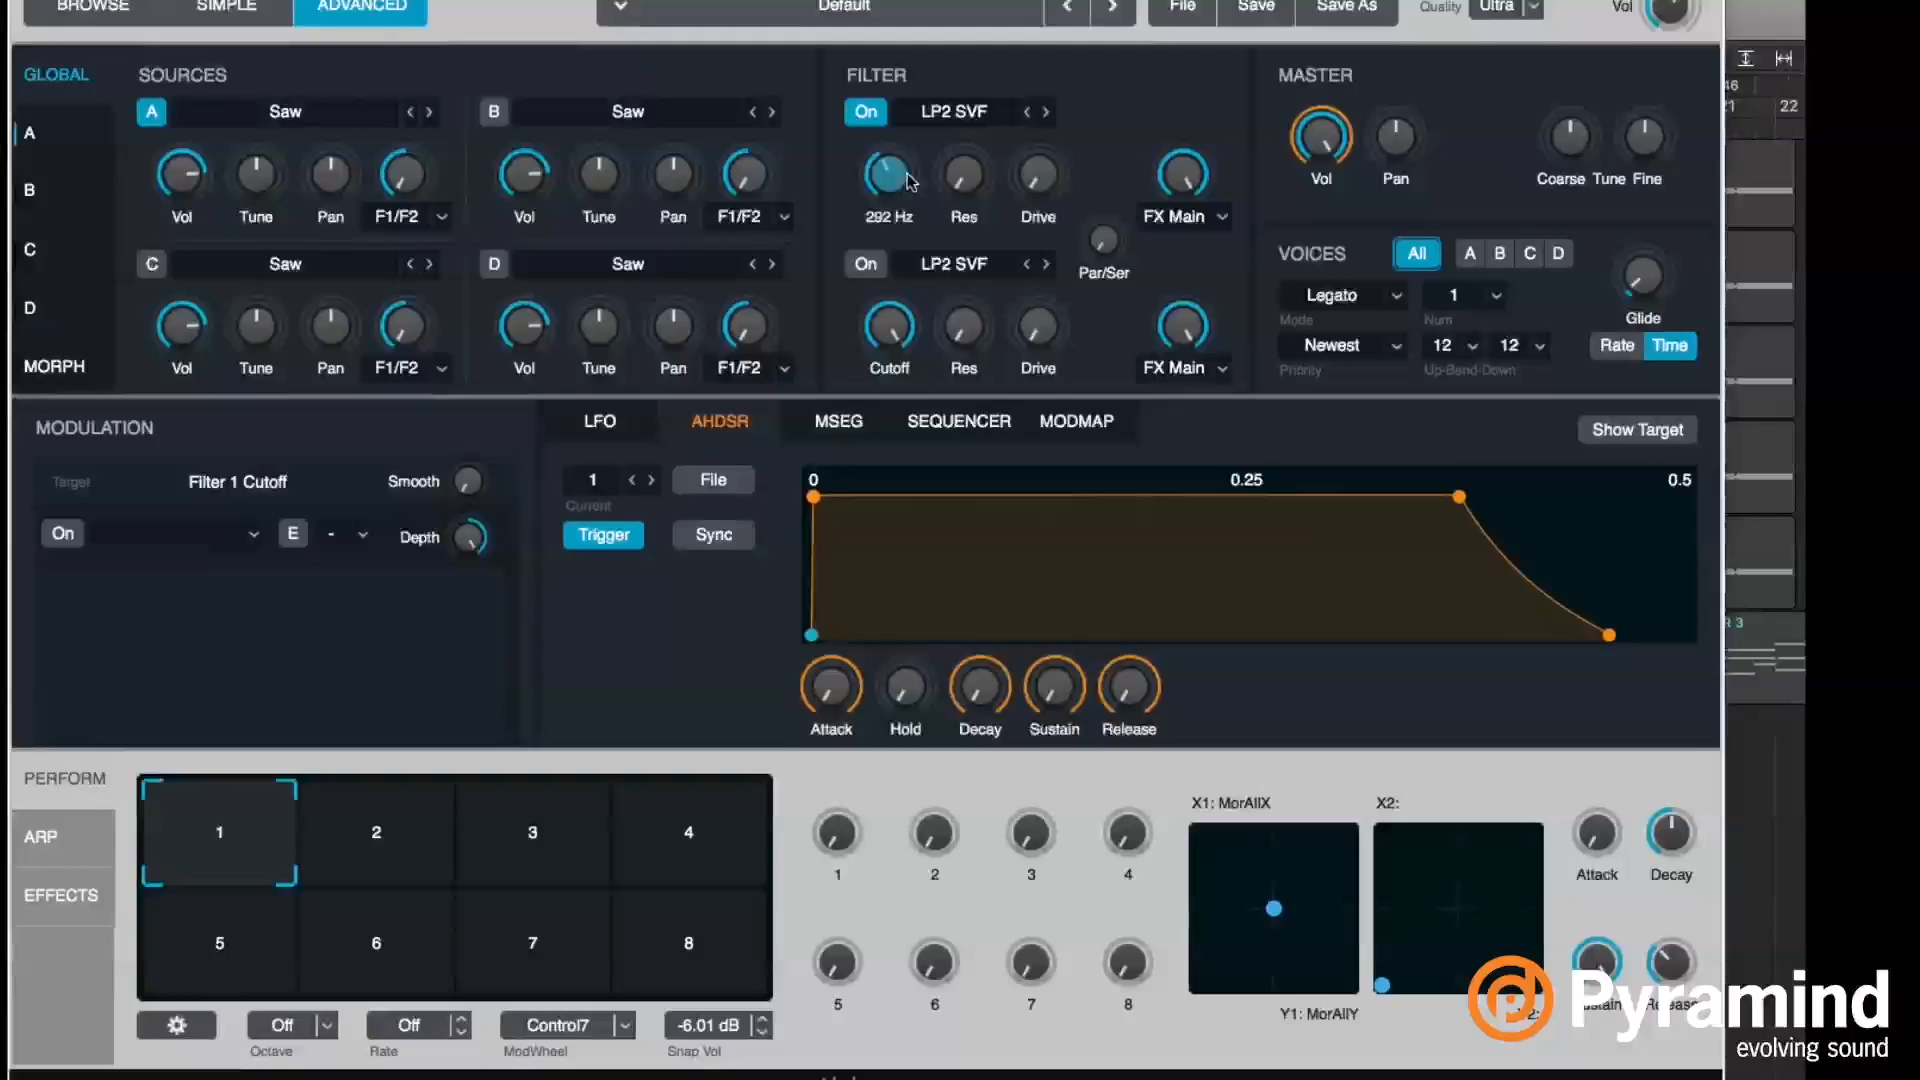 BROWSE SIMPLE ADVANCED Default File Save Save As Quality Ultra Vol
GLOBAL SOURCES FILTER MASTER
A Saw B Saw On LP2 SVF
A
Vol Tune Pan F1/F2 Vol Tune Pan F1/F2 292 Hz Res Drive FX Main Vol Pan Coarse Tune Fine
B
C Saw D Saw On LP2 SVF Par/Ser VOICES All A B C D
C
Legato 1 Glide
Mode Num
D
Newest 12 12 Rate Time
Priority Up-Bend-Down
MORPH Vol Tune Pan F1/F2 Vol Tune Pan F1/F2 Cutoff Res Drive FX Main
MODULATION LFO AHDSR MSEG SEQUENCER MODMAP Show Target
Target Filter 1 Cutoff Smooth 1 File 0 0.25 0.5
Current
On E - Depth Trigger Sync
Attack Hold Decay Sustain Release
PERFORM
ARP
EFFECTS
1 2 3 4
5 6 7 8
1 2 3 4
5 6 7 8
X1: MorAllX X2:
Y1: MorAllY
Attack Decay
Off Off Control7 -6.01 dB
Octave Rate ModWheel Snap Vol
46
22
R 3
Pyramind
evolving sound